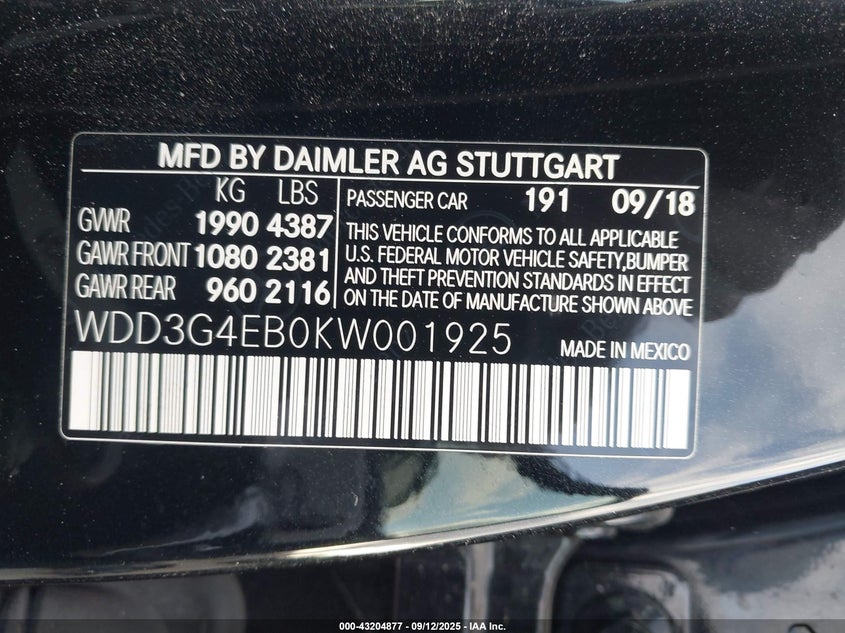 MFD BY DAIMLER AG STUTTGART
KG LBS
GVWR 1990 4387
GAWR FRONT 1080 2381
GAWR REAR 960 2116
PASSENGER CAR 191 09/18
THIS VEHICLE CONFORMS TO ALL APPLICABLE
U.S. FEDERAL MOTOR VEHICLE SAFETY,BUMPER
AND THEFT PREVENTION STANDARDS IN EFFECT
ON THE DATE OF MANUFACTURE SHOWN ABOVE
WDD3G4EB0KW001925
MADE IN MEXICO
000-43204877 - 09/12/2025 - IAA Inc.